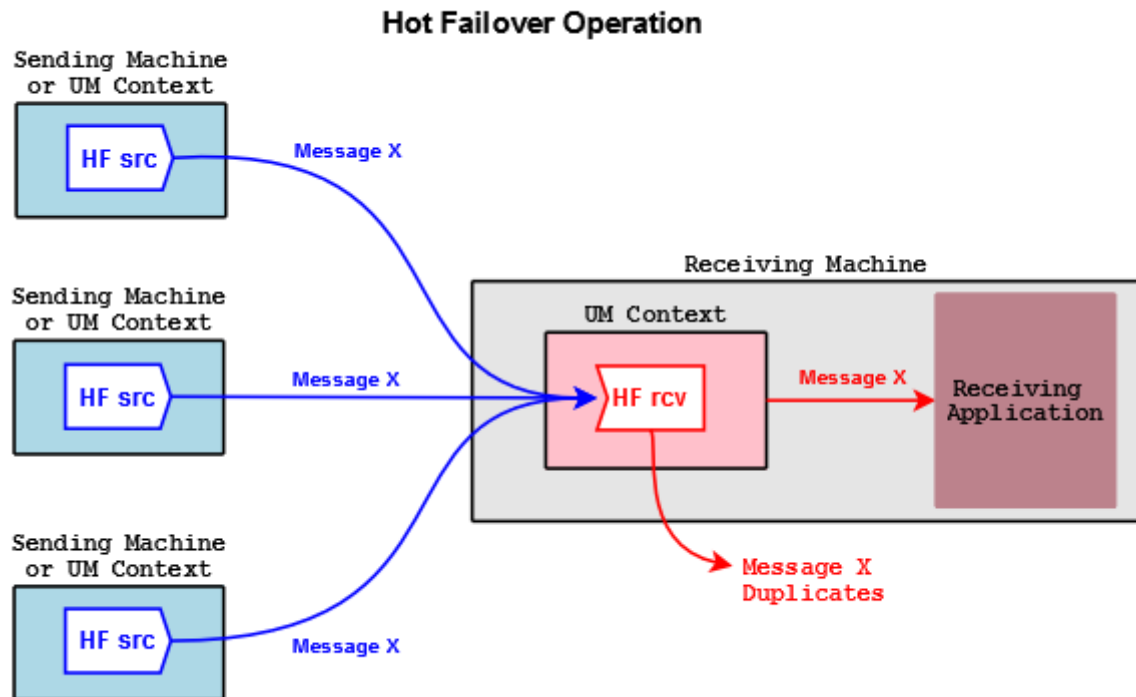 Hot Failover Operation
Sending Machine
or UM Context
HF src
Message X
Sending Machine
or UM Context
HF src
Message X
Sending Machine
or UM Context
HF src
Message X
Receiving Machine
UM Context
HF rcv
Message X
Receiving
Application
Message X
Duplicates